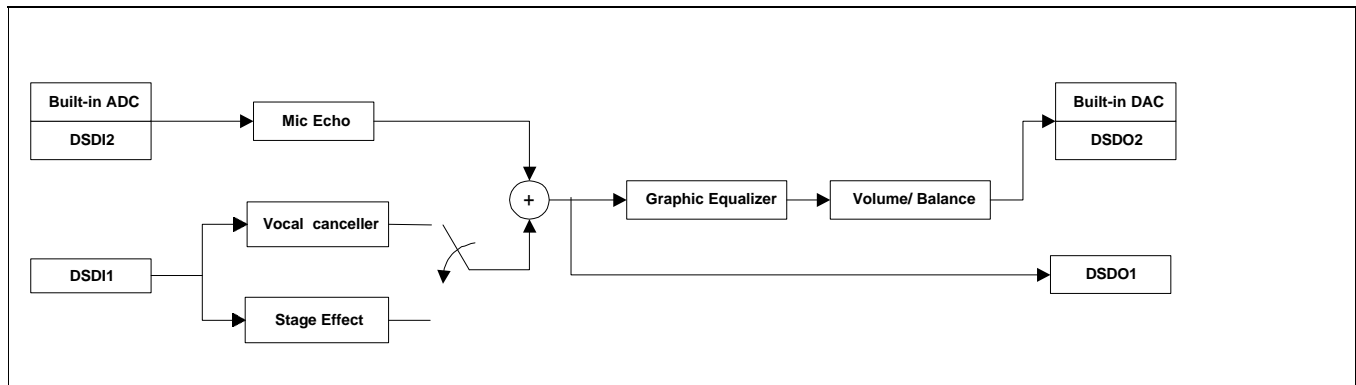 Built-in ADC
DSDI2
Mic Echo
Built-in DAC
DSDO2
+
Graphic Equalizer
Volume/ Balance
Vocal canceller
DSDI1
DSDO1
Stage Effect